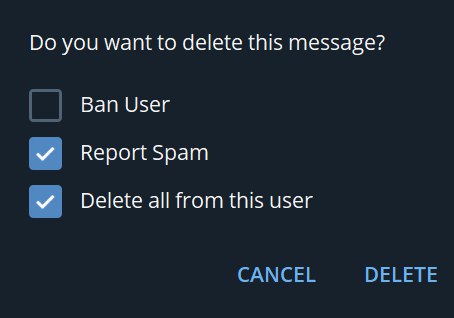 Do you want to delete this message?
Ban User
Report Spam
Delete all from this user
CANCEL DELETE